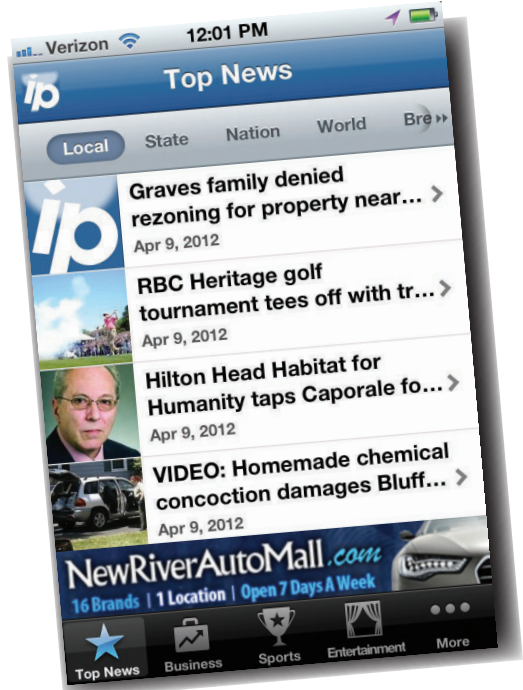 Verizon 12:01 PM
ip Top News
Local State Nation World Bre
ip
Graves family denied
rezoning for property near...
Apr 9, 2012
RBC Heritage golf
tournament tees off with tr...
Apr 9, 2012
Hilton Head Habitat for
Humanity taps Caporale fo...
Apr 9, 2012
VIDEO: Homemade chemical
concoction damages Bluff...
Apr 9, 2012
NewRiverAutoMall.com
16 Brands | 1 Location | Open 7 Days A Week
Top News Business Sports Entertainment More